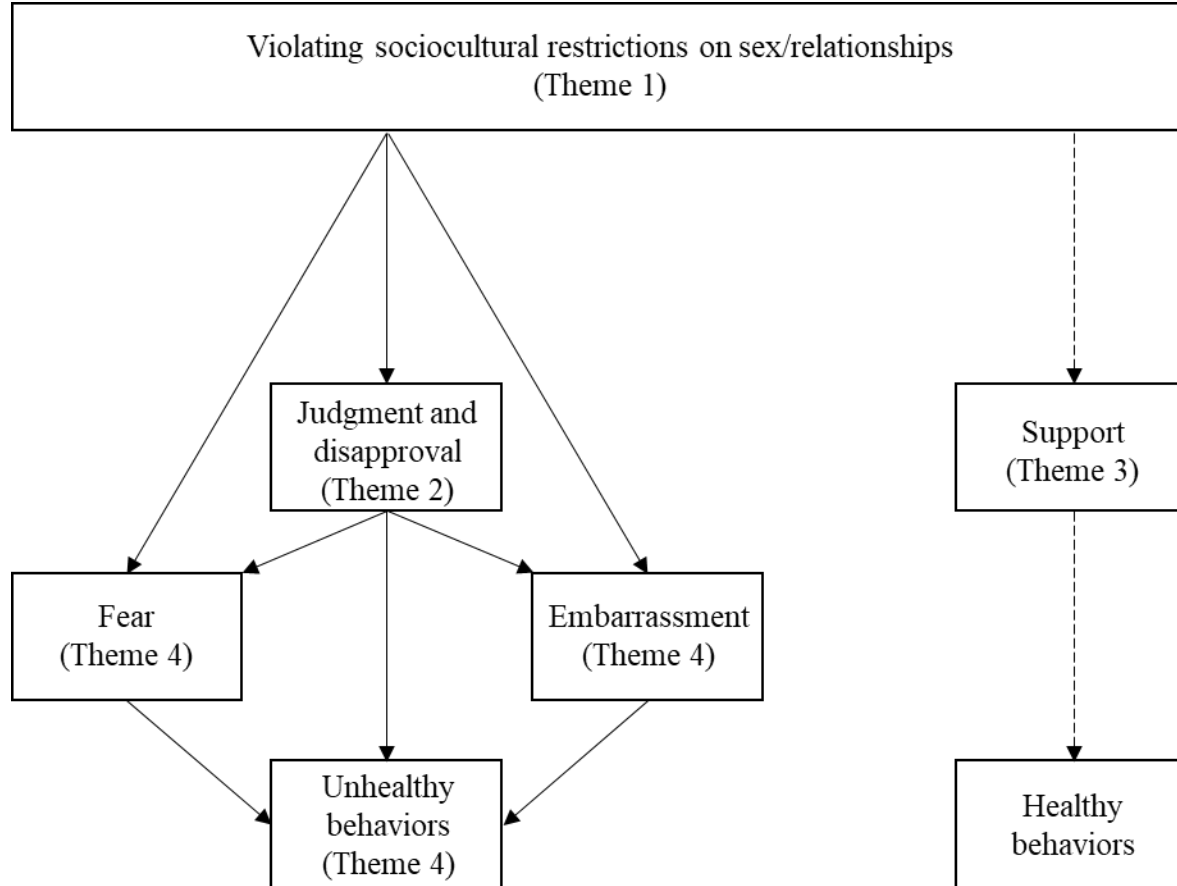 Violating sociocultural restrictions on sex/relationships
(Theme 1)
Judgment and
disapproval
(Theme 2)
Support
(Theme 3)
Fear
(Theme 4)
Embarrassment
(Theme 4)
Unhealthy
behaviors
(Theme 4)
Healthy
behaviors